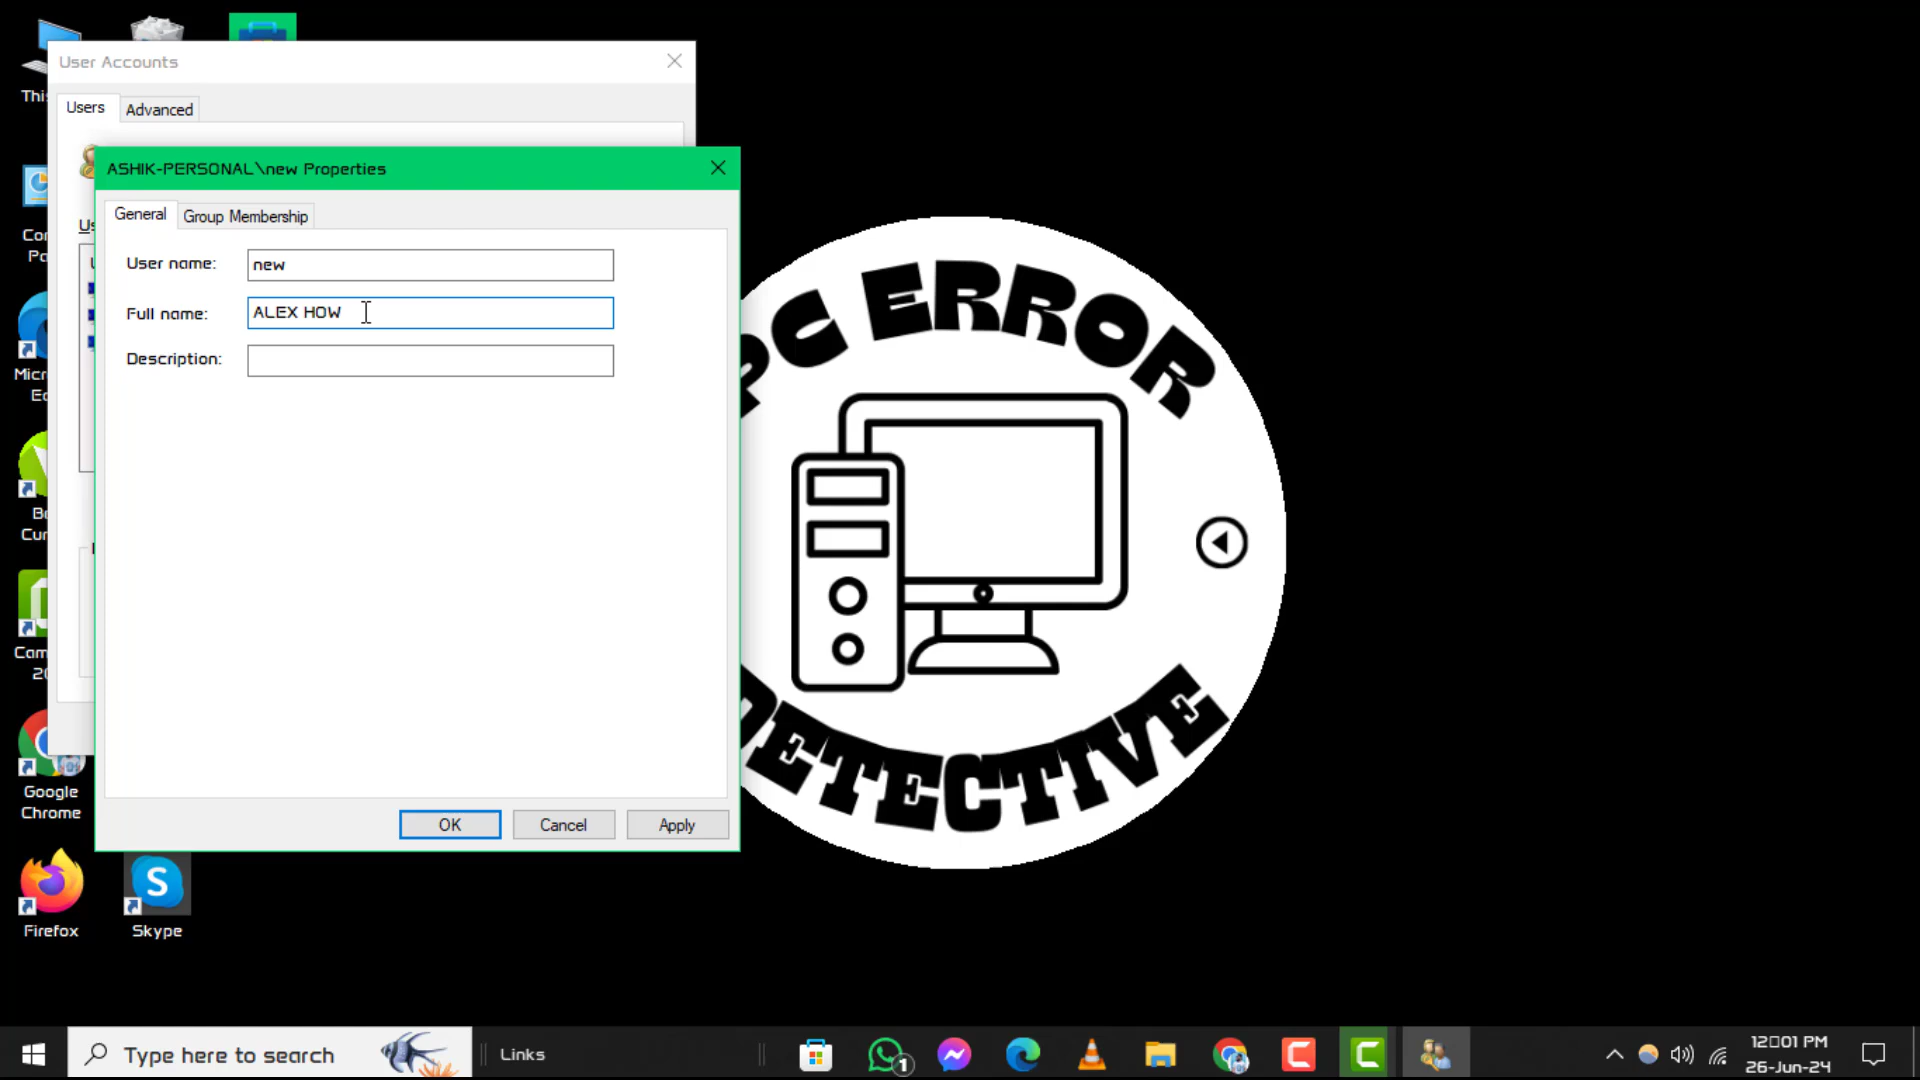 User Accounts
Users
Advanced
ASHIK-PERSONAL\new Properties
General
Group Membership
User name:
new
Full name:
ALEX HOW
Description:
OK
Cancel
Apply
PC ERROR
DETECTIVE
Google
Chrome
Firefox
S
Skype
Type here to search
Links
1
12□01 PM
26-Jun-24